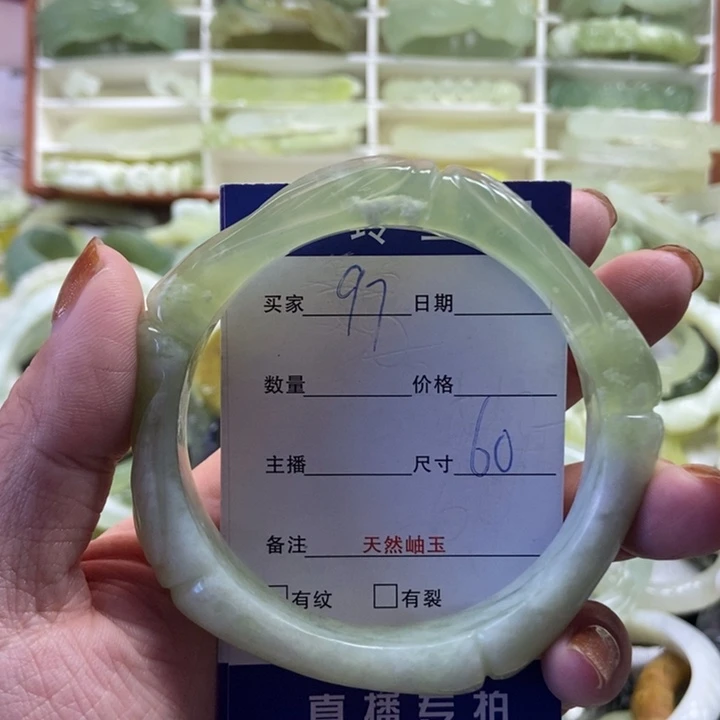 买家 97 日期
数量 价格
主播 尺寸 60
备注 天然岫玉
有纹 有裂
直播专拍